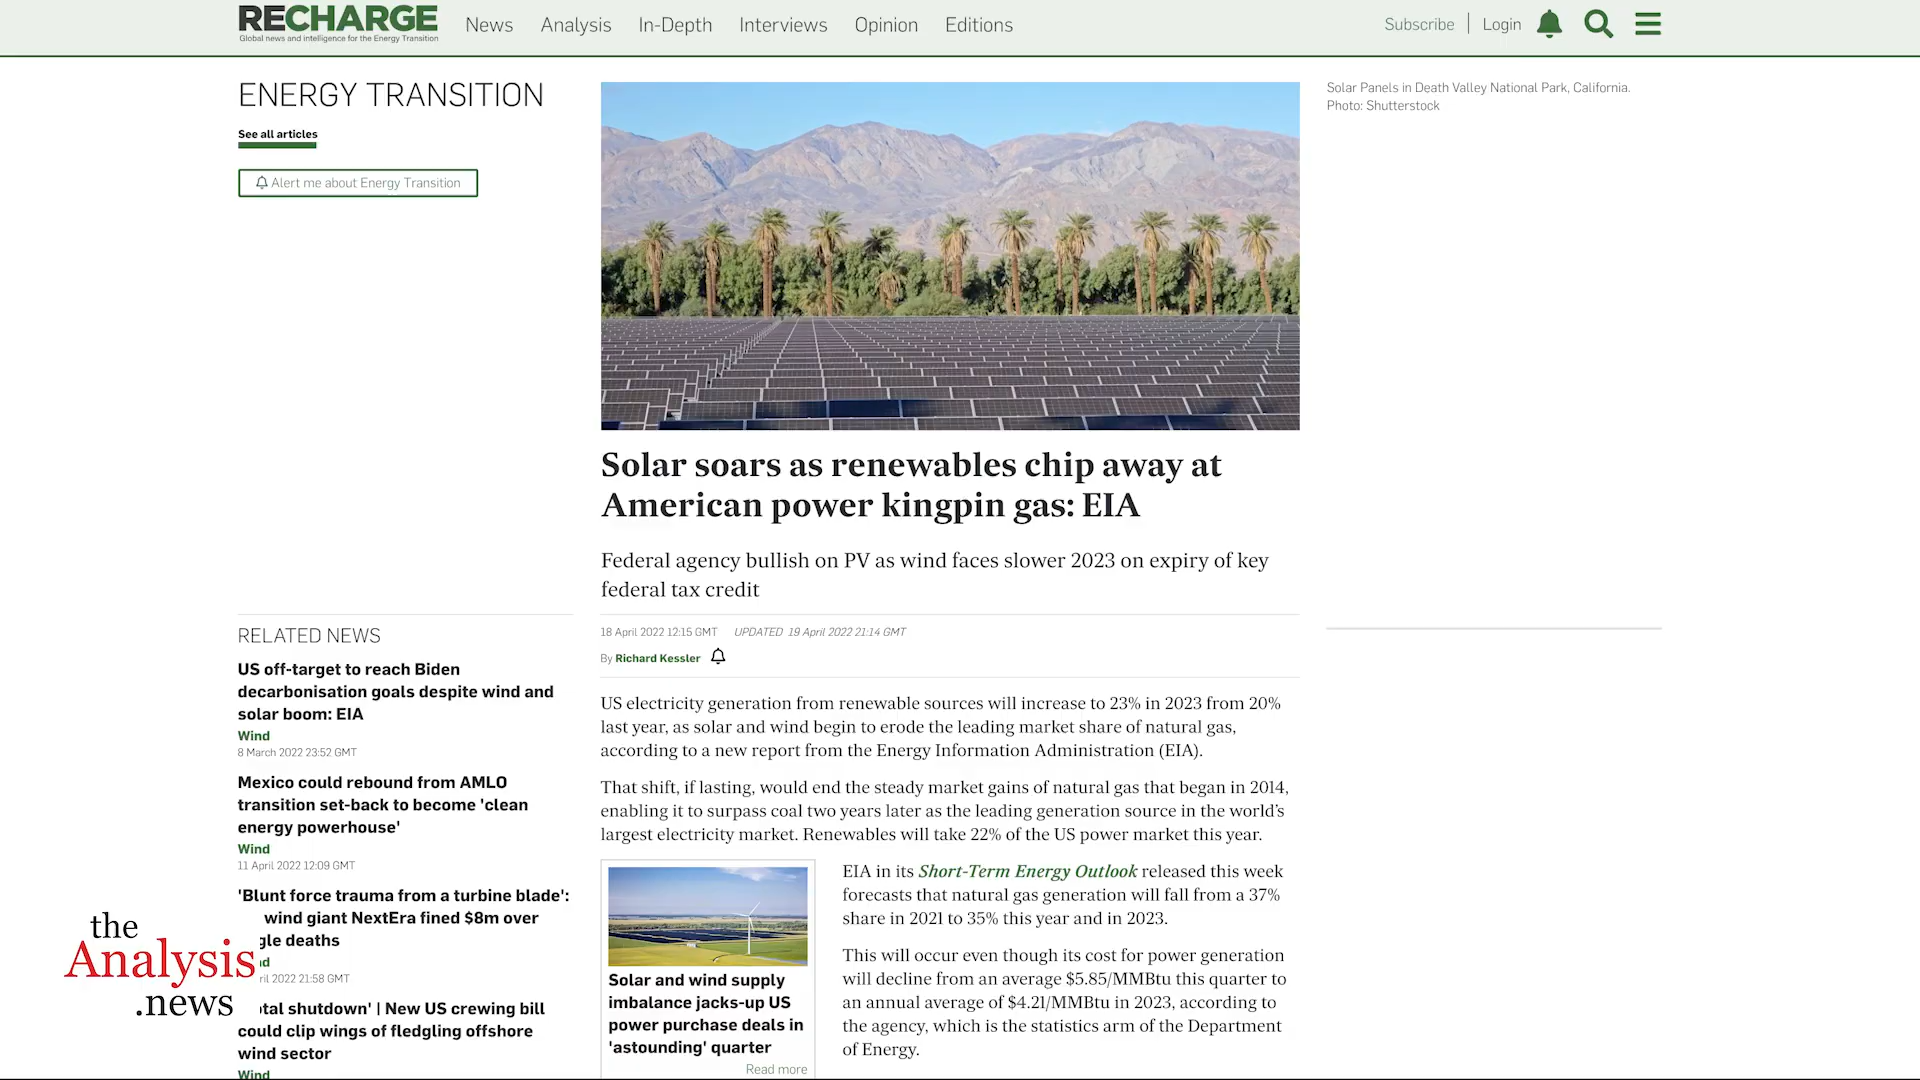 RECHARGE
Global news and intelligence for the Energy Transition
News
Analysis
In-Depth
Interviews
Opinion
Editions
Subscribe
Login
ENERGY TRANSITION
See all articles
Alert me about Energy Transition
Solar Panels in Death Valley National Park, California.
Photo: Shutterstock
Solar soars as renewables chip away at
American power kingpin gas: EIA
Federal agency bullish on PV as wind faces slower 2023 on expiry of key
federal tax credit
18 April 2022 12:15 GMT UPDATED 19 April 2022 21:14 GMT
By Richard Kessler
US electricity generation from renewable sources will increase to 23% in 2023 from 20%
last year, as solar and wind begin to erode the leading market share of natural gas,
according to a new report from the Energy Information Administration (EIA).
That shift, if lasting, would end the steady market gains of natural gas that began in 2014,
enabling it to surpass coal two years later as the leading generation source in the world's
largest electricity market. Renewables will take 22% of the US power market this year.
EIA in its Short-Term Energy Outlook released this week
forecasts that natural gas generation will fall from a 37%
share in 2021 to 35% this year and in 2023.
This will occur even though its cost for power generation
will decline from an average $5.85/MMBtu this quarter to
an annual average of $4.21/MMBtu in 2023, according to
the agency, which is the statistics arm of the Department
of Energy.
Solar and wind supply
imbalance jacks-up US
power purchase deals in
'astounding' quarter
Read more
RELATED NEWS
US off-target to reach Biden
decarbonisation goals despite wind and
solar boom: EIA
Wind
8 March 2022 23:52 GMT
Mexico could rebound from AMLO
transition set-back to become 'clean
energy powerhouse'
Wind
11 April 2022 12:09 GMT
'Blunt force trauma from a turbine blade':
wind giant NextEra fined $8m over
deaths
2022 21:58 GMT
shutdown' | New US crewing bill
could clip wings of fledgling offshore
wind sector
Wind
the
Analysis
.news